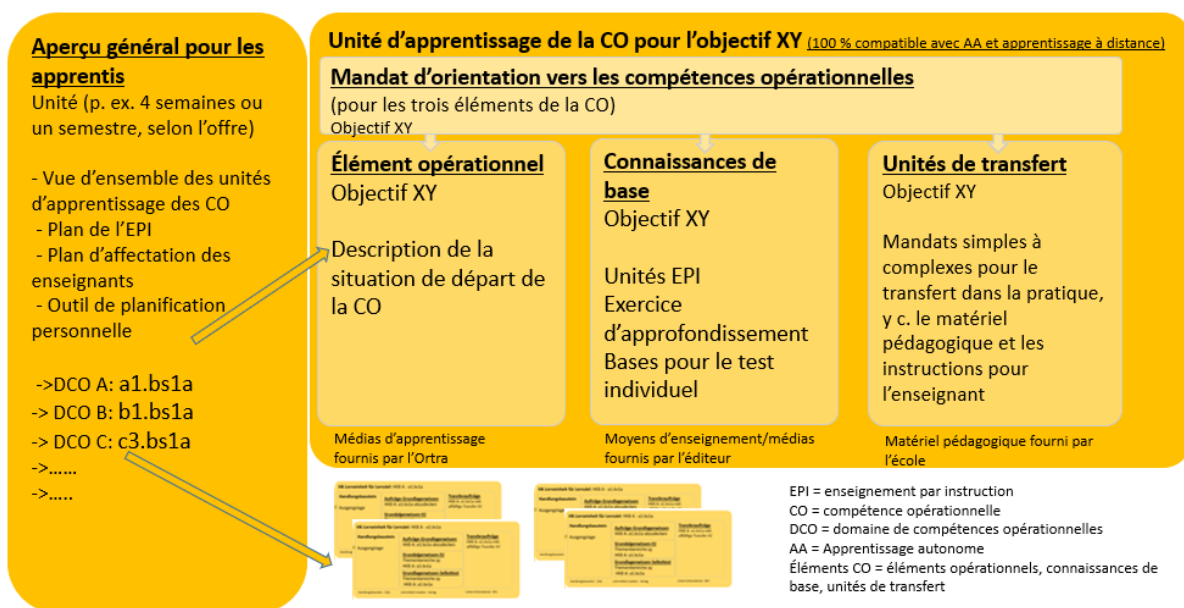 Aperçu général pour les
apprentis
Unité (p. ex. 4 semaines ou
un semestre, selon l’offre)
- Vue d’ensemble des unités
d’apprentissage des CO
- Plan de l’EPI
- Plan d’affectation des
enseignants
- Outil de planification
personnelle
->DCO A: a1.bs1a
-> DCO B: b1.bs1a
-> DCO C: c3.bs1a
->......
->.....
Unité d’apprentissage de la CO pour l’objectif XY (100 % compatible avec AA et apprentissage à distance)
Mandat d’orientation vers les compétences opérationnelles
(pour les trois éléments de la CO)
Objectif XY
Élément opérationnel
Objectif XY
Description de la
situation de départ de
la CO
Médias d’apprentissage
fournis par l’Ortra
Connaissances de
base
Objectif XY
Unités EPI
Exercice
d’approfondissement
Bases pour le test
individuel
Moyens d’enseignement/médias
fournis par l’éditeur
Unités de transfert
Objectif XY
Mandats simples à
complexes pour le
transfert dans la pratique,
y c. le matériel
pédagogique et les
instructions pour
l’enseignant
Matériel pédagogique fourni par
l’école
EPI = enseignement par instruction
CO = compétence opérationnelle
DCO = domaine de compétences opérationnelles
AA = Apprentissage autonome
Éléments CO = éléments opérationnels, connaissances de
base, unités de transfert